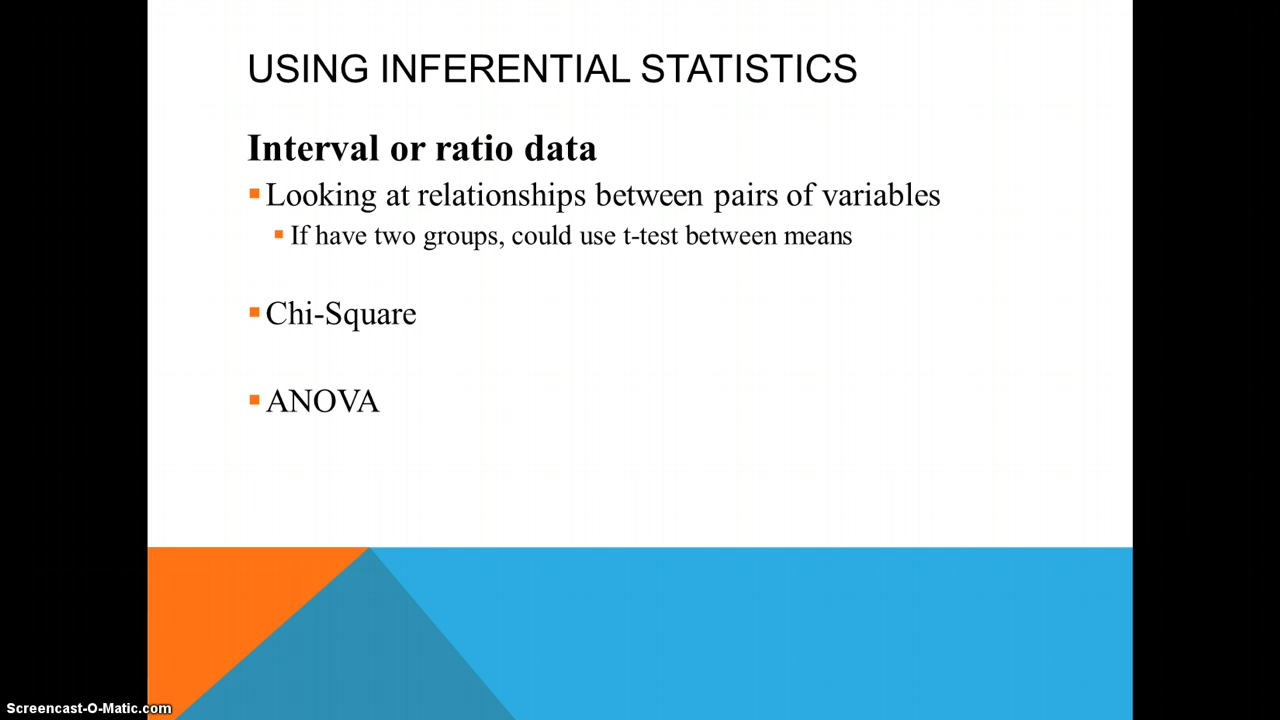 USING INFERENTIAL STATISTICS
Interval or ratio data
Looking at relationships between pairs of variables
If have two groups, could use t-test between means
Chi-Square
ANOVA
Screencast-O-Matic.com